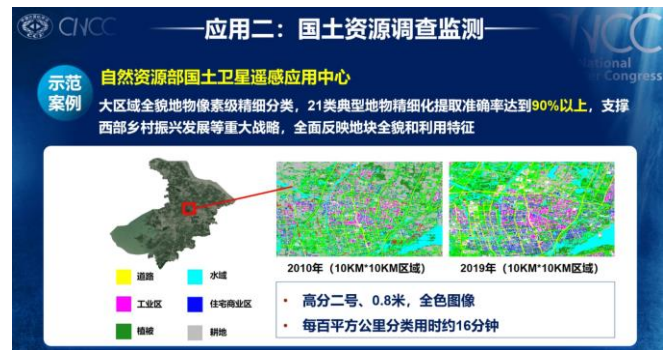 CNCC
应用二：国土资源调查监测
示范
案例
自然资源部国土卫星遥感应用中心
大区域全貌地物像素级精细分类，21类典型地物精细化提取准确率达到90%以上，支撑
西部乡村振兴发展等重大战略，全面反映地块全貌和利用特征
2010年（10KM*10KM区域）
2019年（10KM*10KM区域）
道路
水域
工业区
住宅商业区
植被
耕地
• 高分二号、0.8米，全色图像
• 每百平方公里分类用时约16分钟